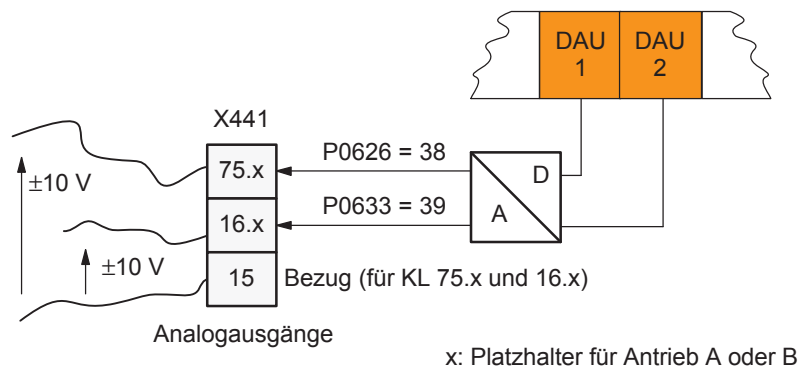 DAU 1
DAU 2
X441
75.x
P0626 = 38
D
±10 V
16.x
P0633 = 39
A
±10 V
15
Bezug (für KL 75.x und 16.x)
Analogausgänge
x: Platzhalter für Antrieb A oder B